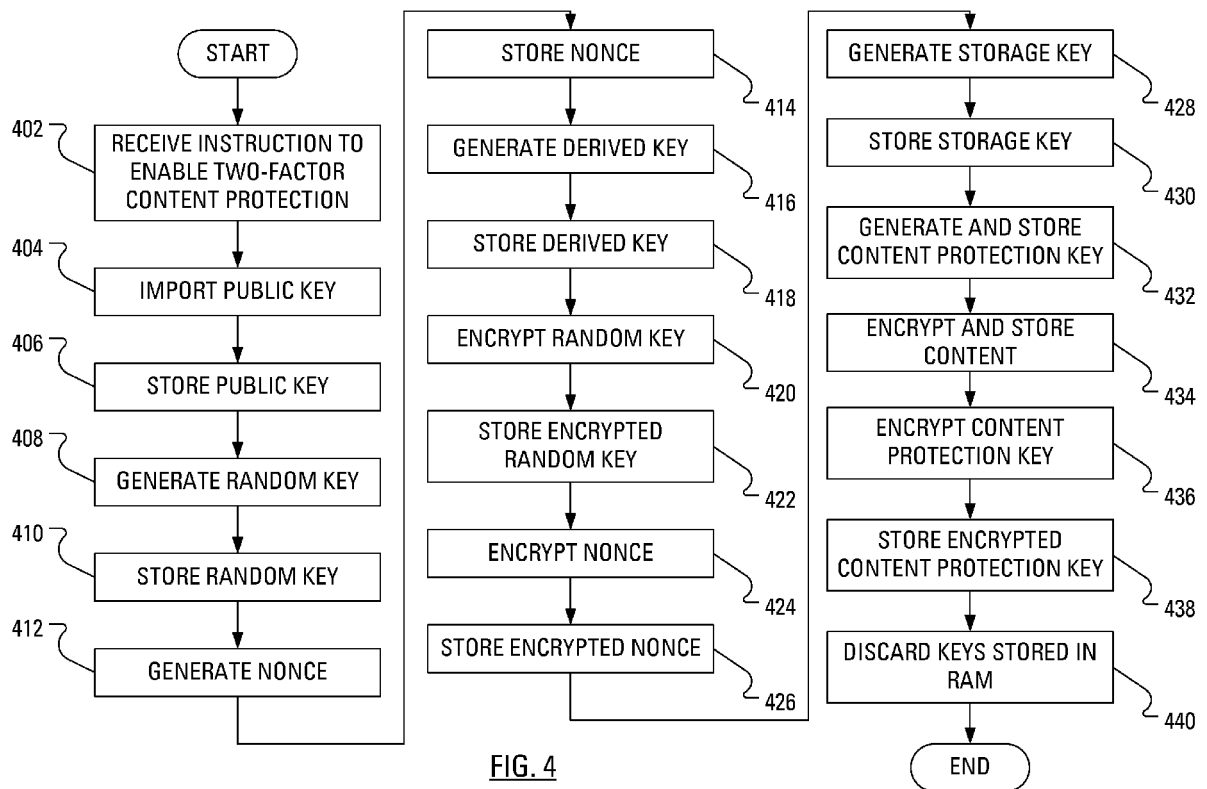 START
402
RECEIVE INSTRUCTION TO
ENABLE TWO-FACTOR
CONTENT PROTECTION
404
IMPORT PUBLIC KEY
406
STORE PUBLIC KEY
408
GENERATE RANDOM KEY
410
STORE RANDOM KEY
412
GENERATE NONCE
STORE NONCE
414
GENERATE DERIVED KEY
416
STORE DERIVED KEY
418
ENCRYPT RANDOM KEY
420
STORE ENCRYPTED
RANDOM KEY
422
ENCRYPT NONCE
424
STORE ENCRYPTED NONCE
426
GENERATE STORAGE KEY
428
STORE STORAGE KEY
430
GENERATE AND STORE
CONTENT PROTECTION KEY
432
ENCRYPT AND STORE
CONTENT
434
ENCRYPT CONTENT
PROTECTION KEY
436
STORE ENCRYPTED
CONTENT PROTECTION KEY
438
DISCARD KEYS STORED IN
RAM
440
END
FIG. 4